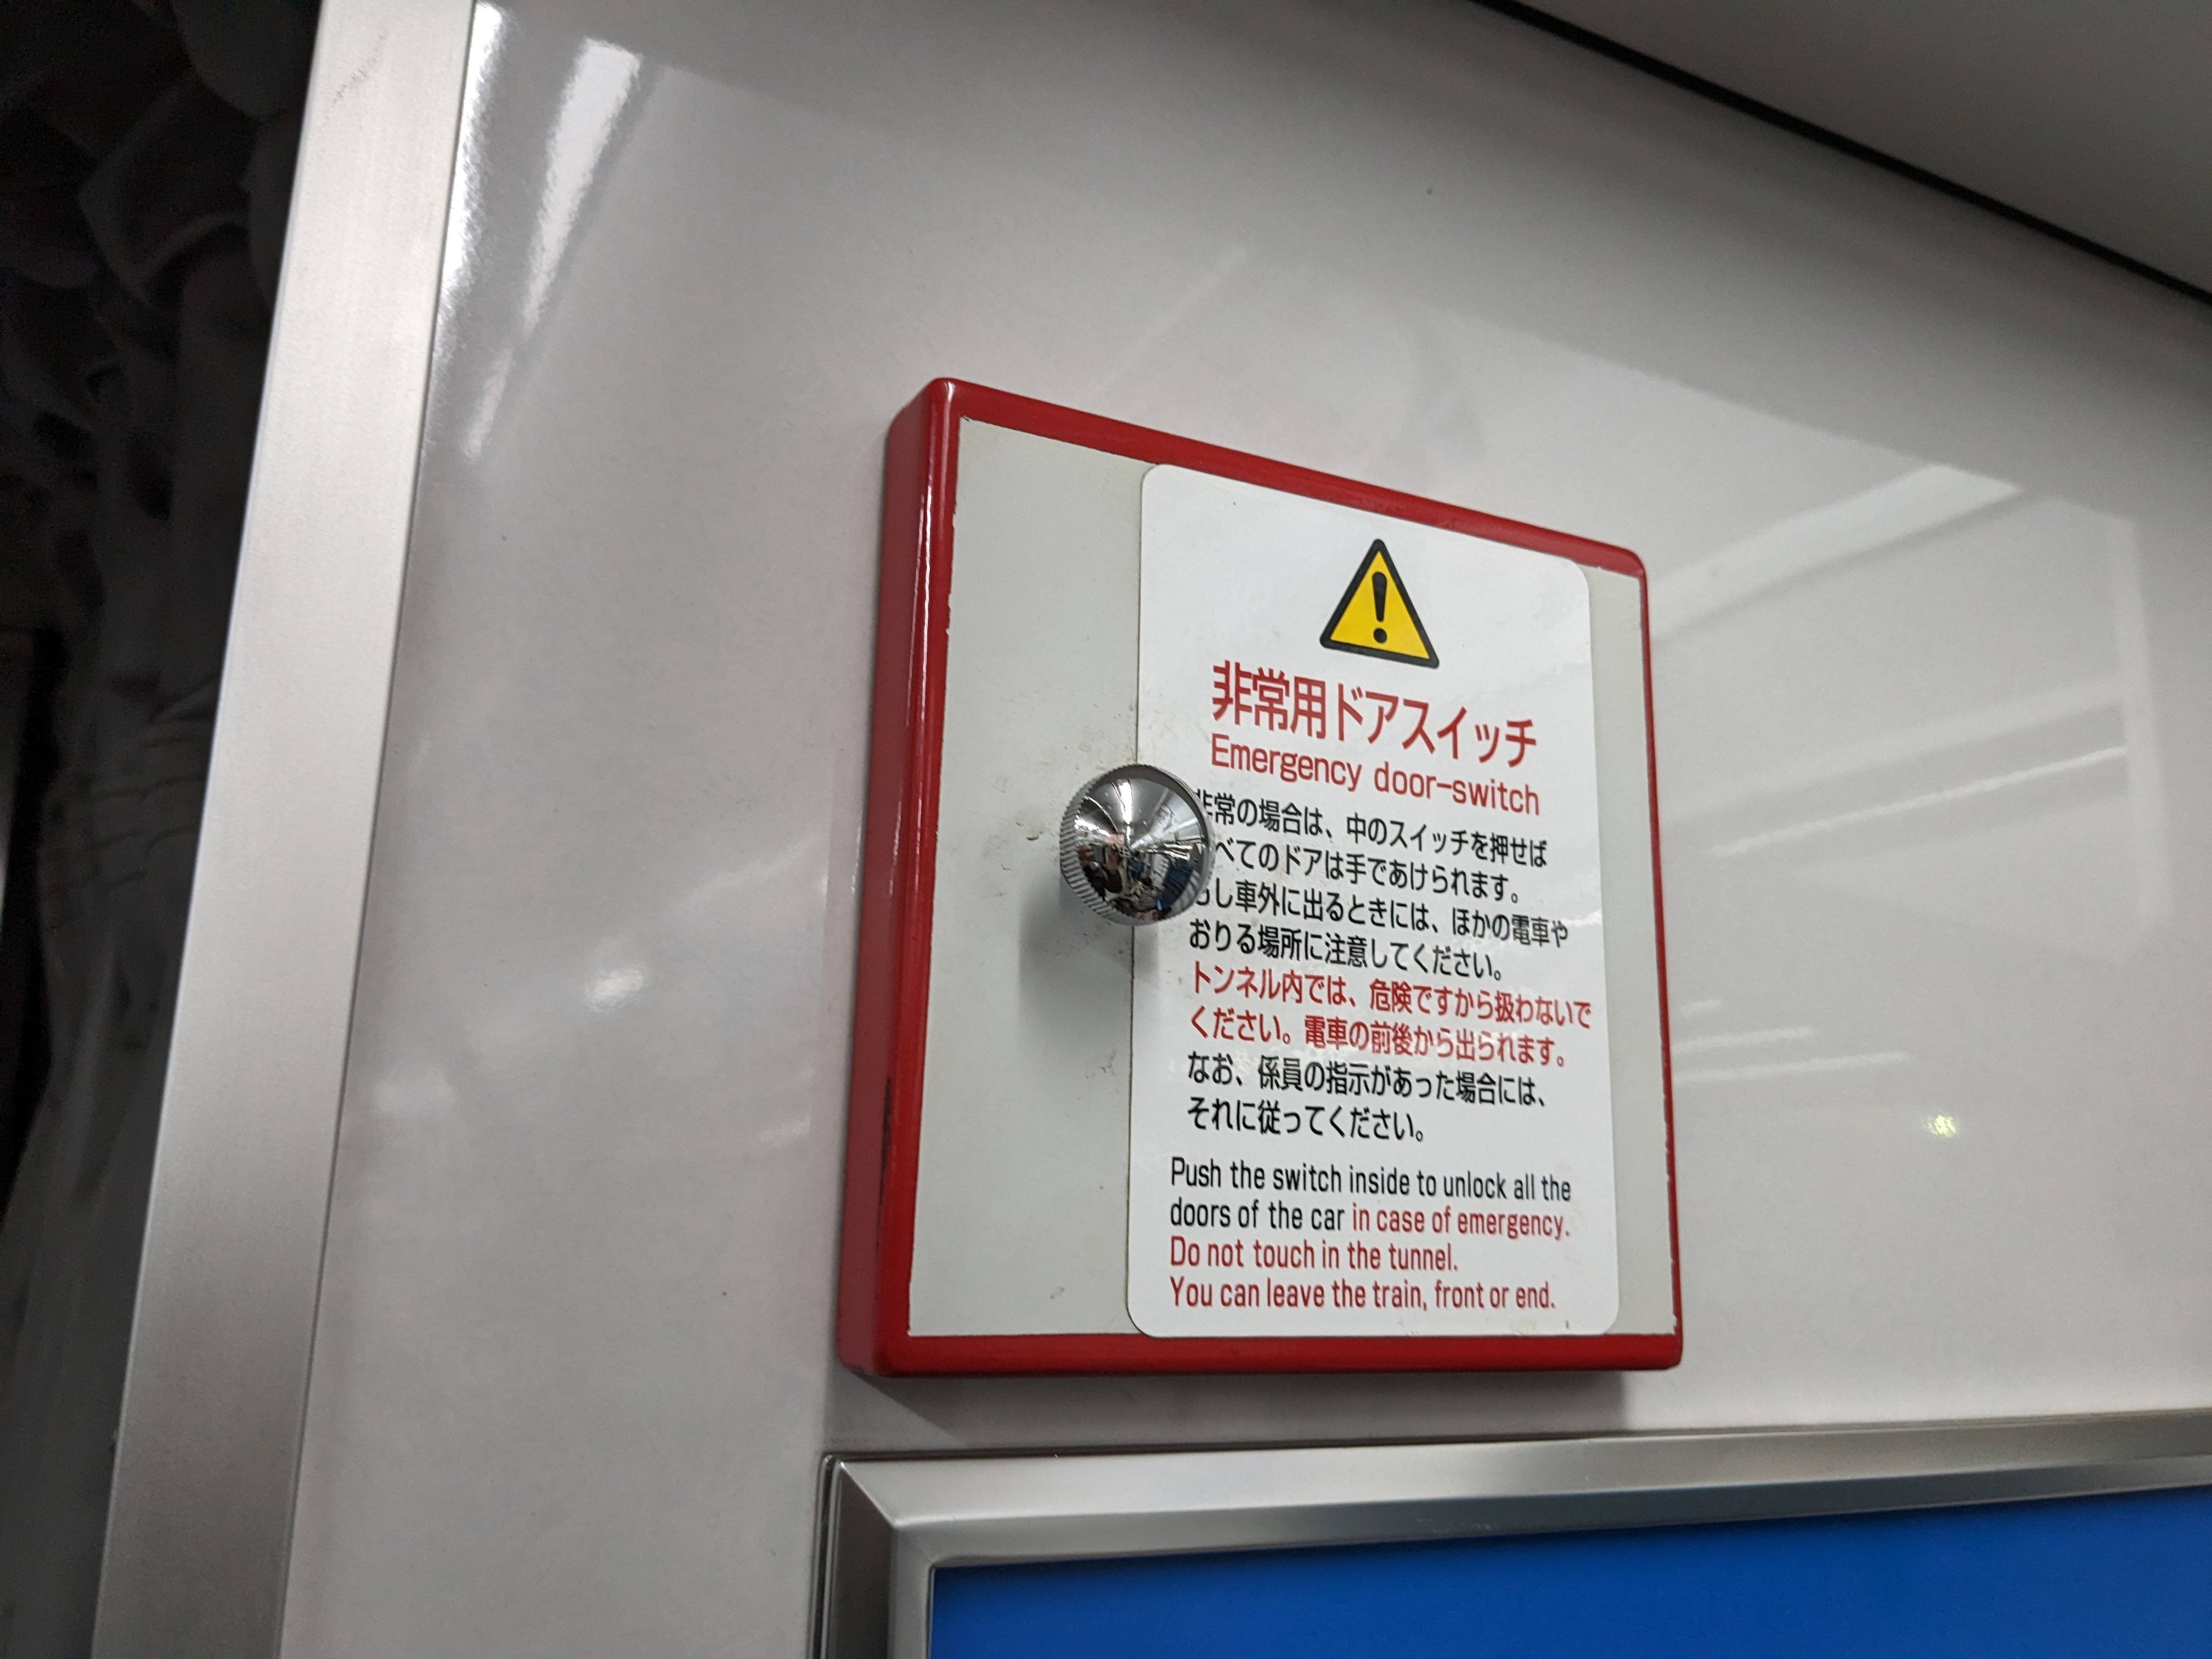 非常用ドアスイッチ
Emergency door-switch
非常の場合は、中のスイッチを押せば
べてのドアは手であけられます。
もし車外に出るときには、ほかの電車や
おりる場所に注意してください。
トンネル内では、危険ですから扱わないで
ください。電車の前後から出られます。
なお、係員の指示があった場合には、
それに従ってください。
Push the switch inside to unlock all the
doors of the car in case of emergency.
Do not touch in the tunnel.
You can leave the train, front or end.